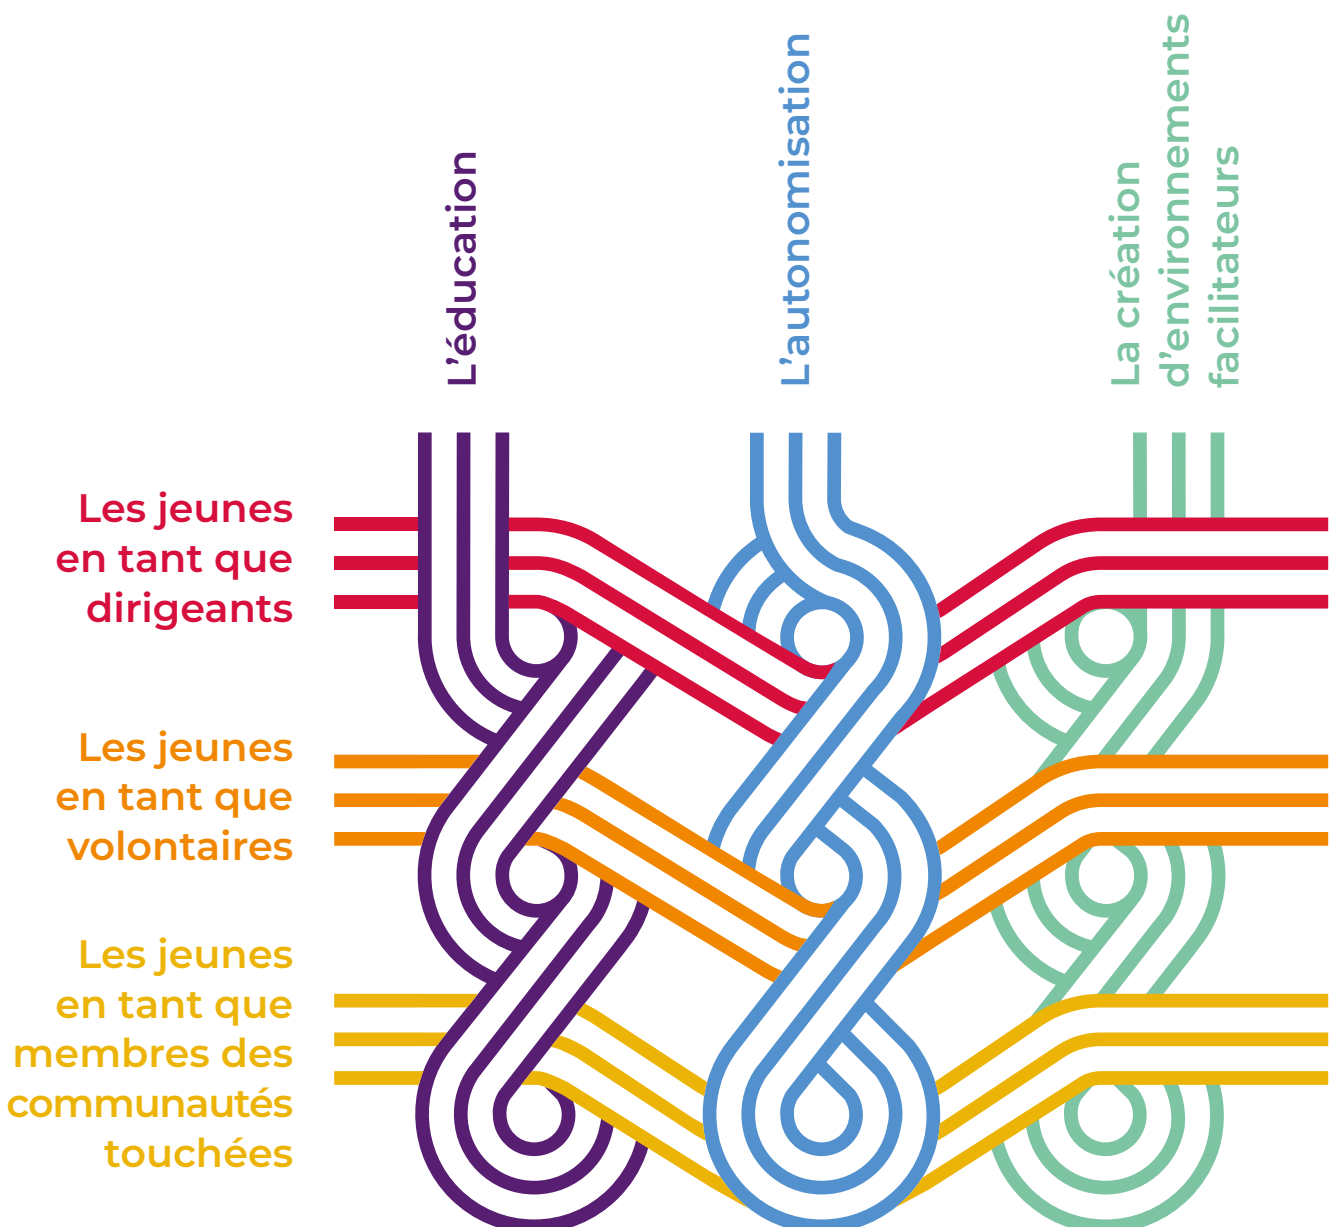 L'éducation
L'autonomisation
La création
d'environnements
facilitateurs
Les jeunes
en tant que
dirigeants
Les jeunes
en tant que
volontaires
Les jeunes
en tant que
membres des
communautés
touchées